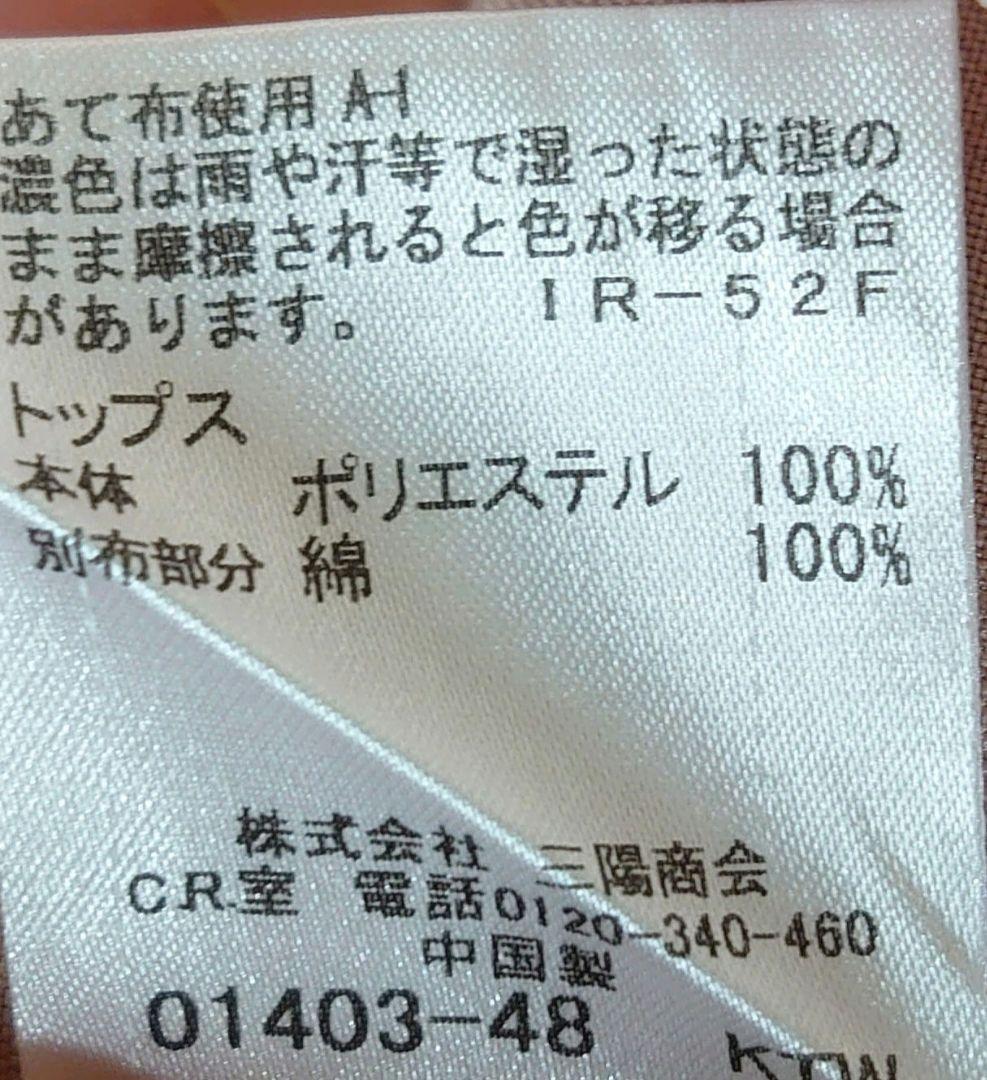 あて布使用 A-1
濃色は雨や汗等で湿った状態の
まま摩擦されると色が移る場合
があります。 IR-52F
トップス
本体 ポリエステル 100%
別布部分 綿 100%
株式会社 三陽商会
C.R.室 電話0120-340-460
中国製
01403-48